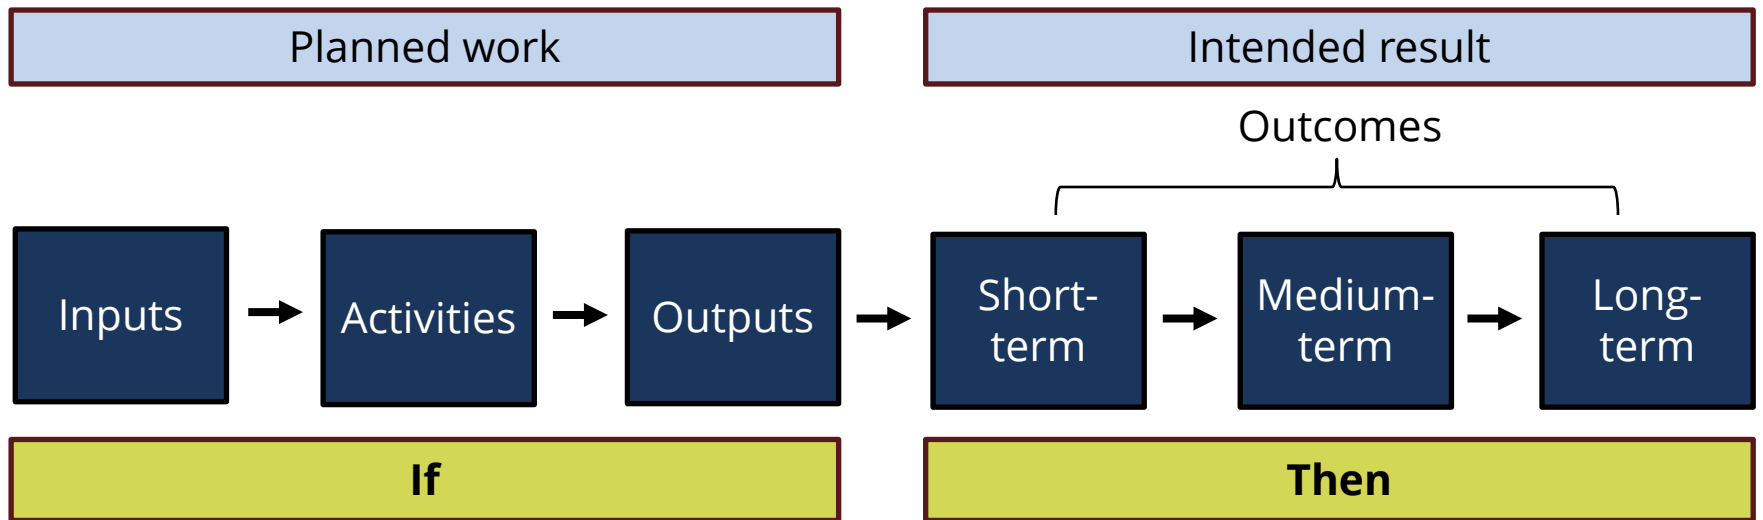 Planned work
Intended result
Outcomes
Inputs
Activities
Outputs
Short-
term
Medium-
term
Long-
term
If
Then